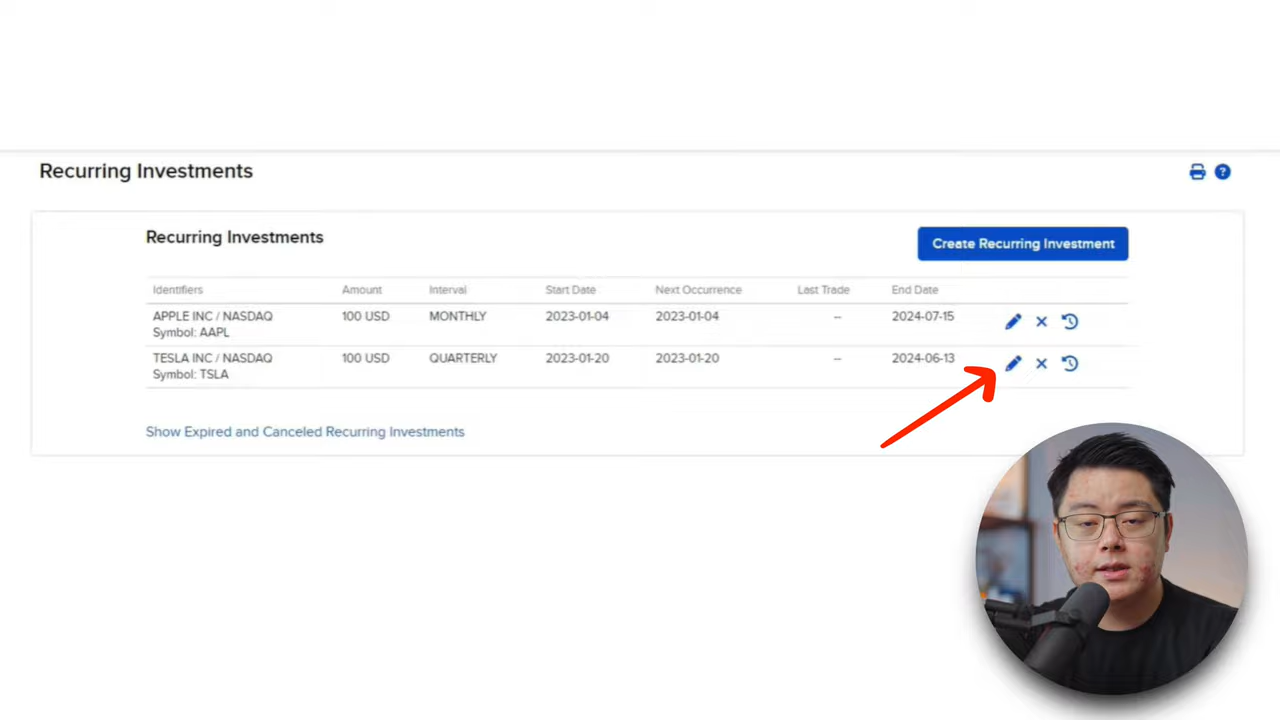 Recurring Investments
?
Recurring Investments
Create Recurring Investment
Identifiers Amount Interval Start Date Next Occurrence Last Trade End Date
APPLE INC / NASDAQ 100 USD MONTHLY 2023-01-04 2023-01-04 -- 2024-07-15
Symbol: AAPL
TESLA INC / NASDAQ 100 USD QUARTERLY 2023-01-20 2023-01-20 -- 2024-06-13
Symbol: TSLA
Show Expired and Canceled Recurring Investments